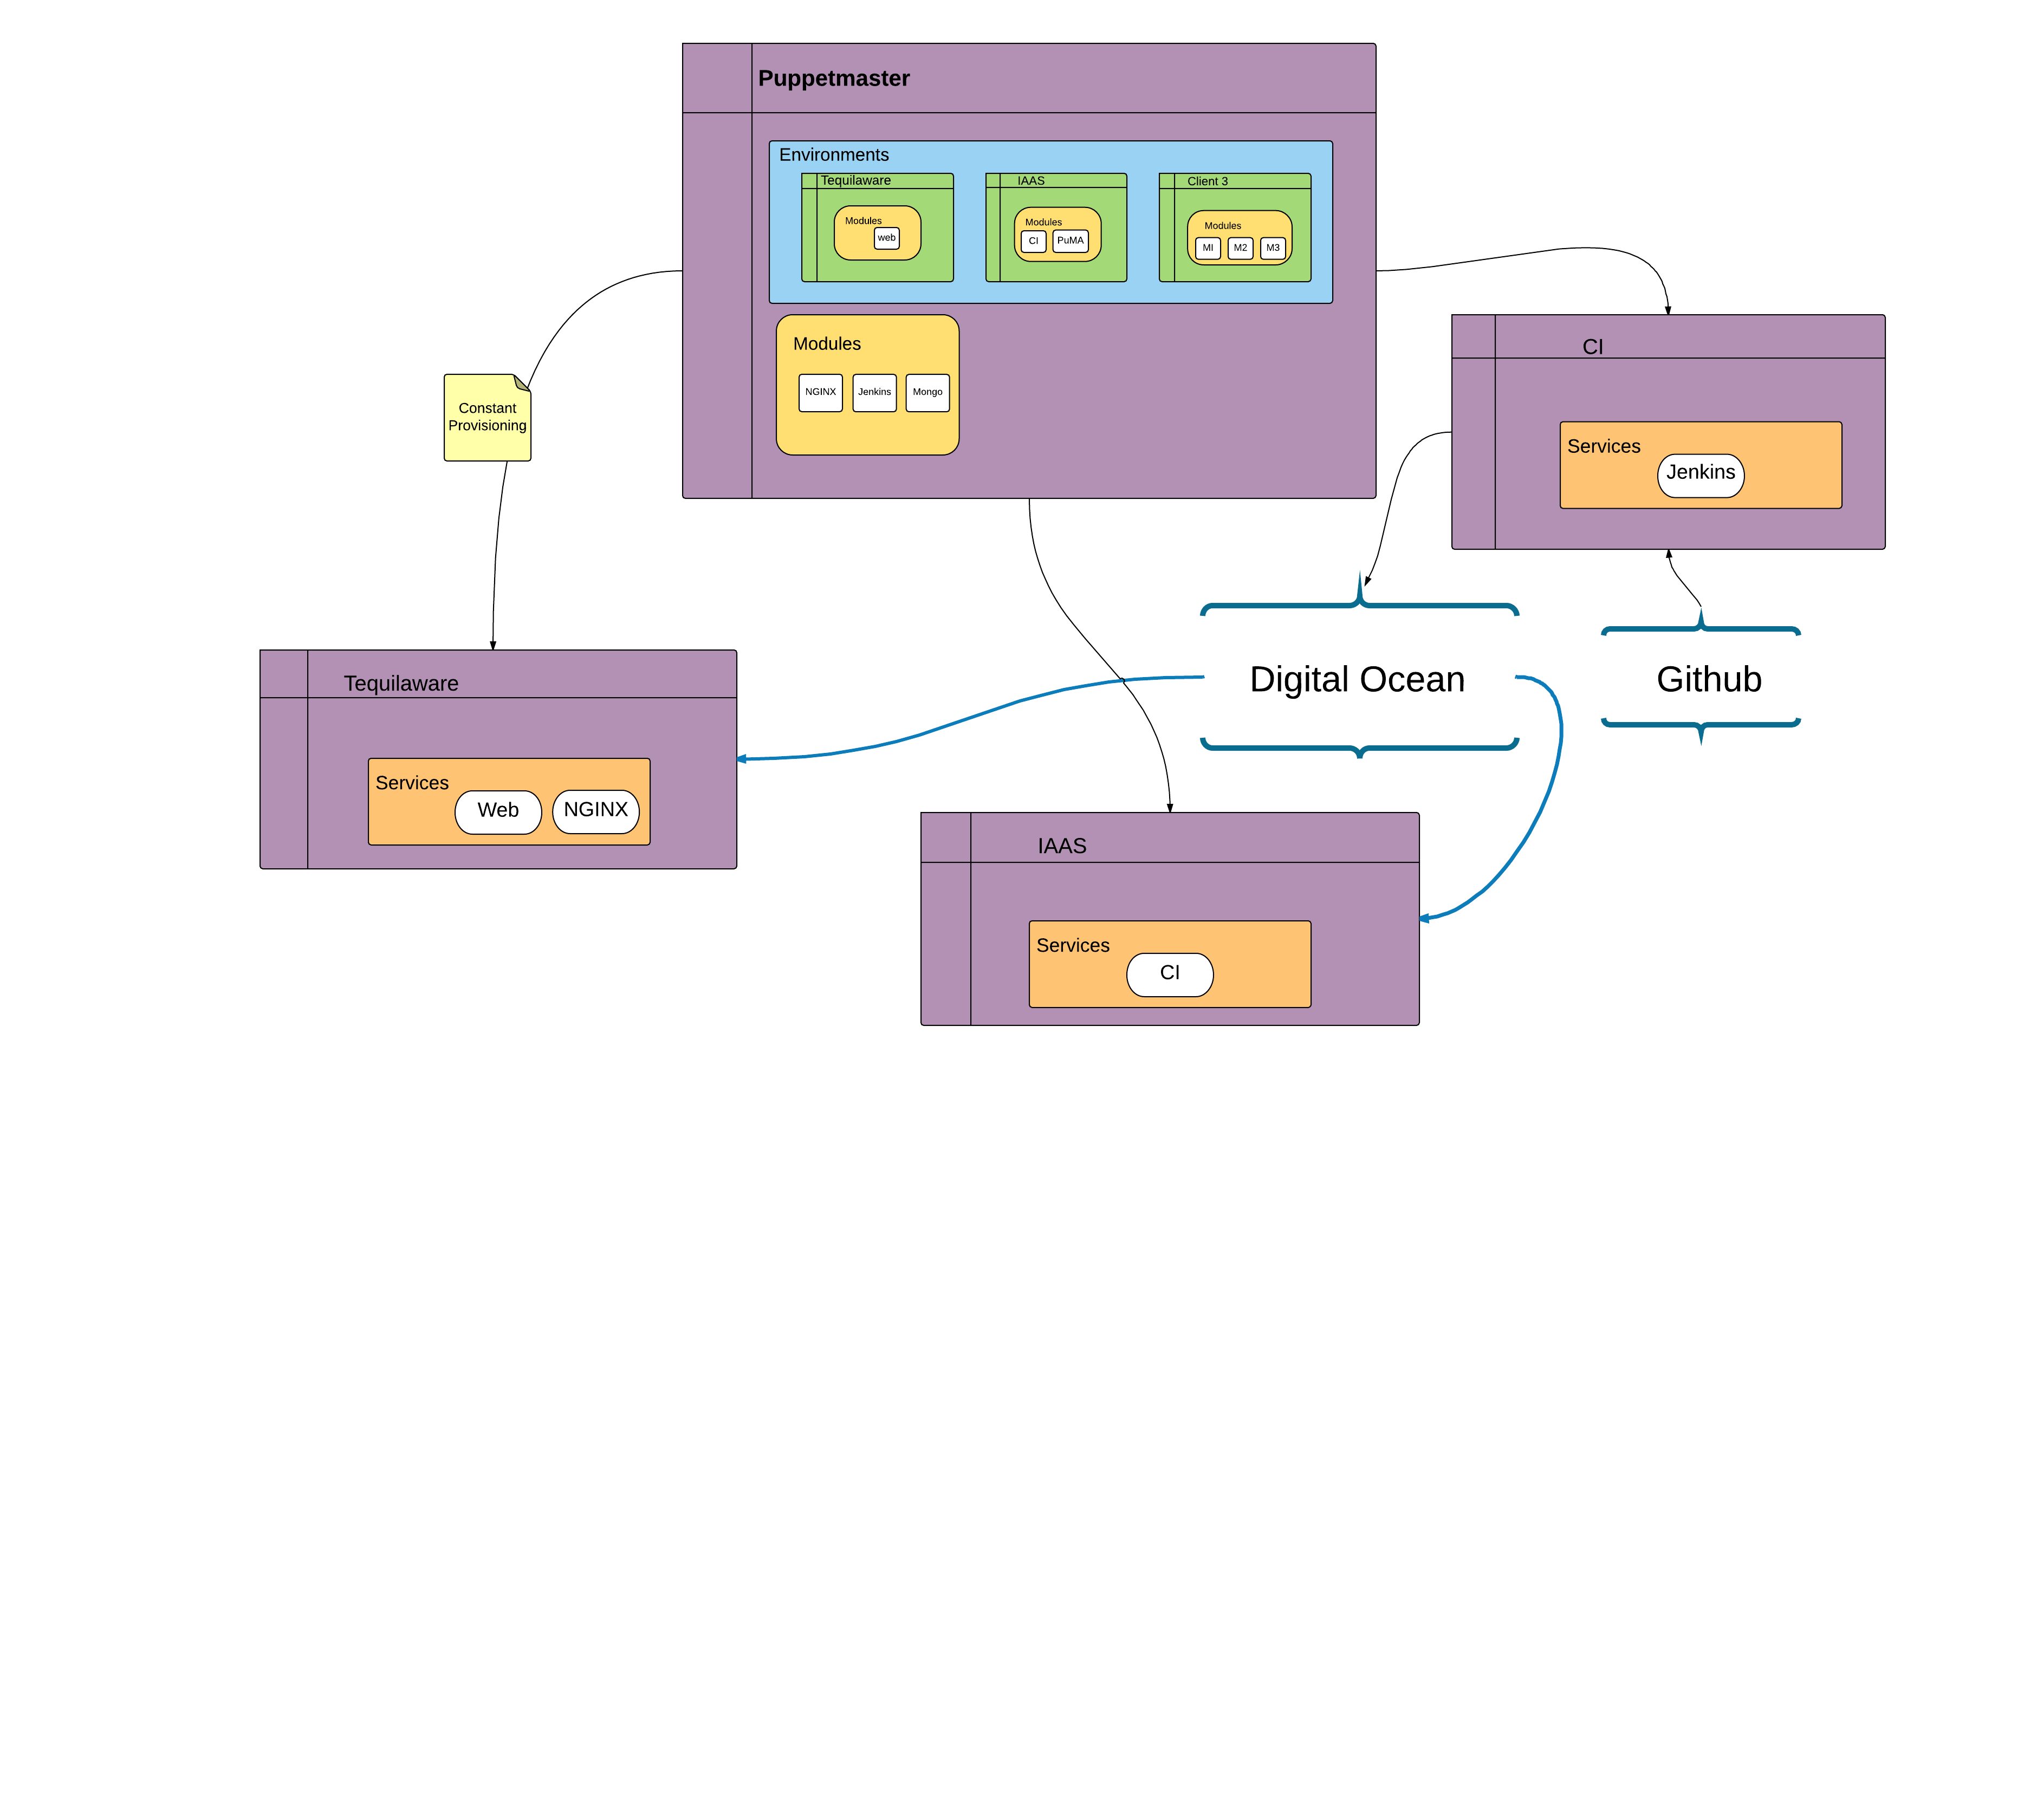 Puppetmaster
Environments
Tequilaware
Modules
web
IAAS
Modules
CI
PuMA
Client 3
Modules
MI
M2
M3
Modules
NGINX
Jenkins
Mongo
Constant
Provisioning
CI
Services
Jenkins
Digital Ocean
Github
Tequilaware
Services
Web
NGINX
IAAS
Services
CI